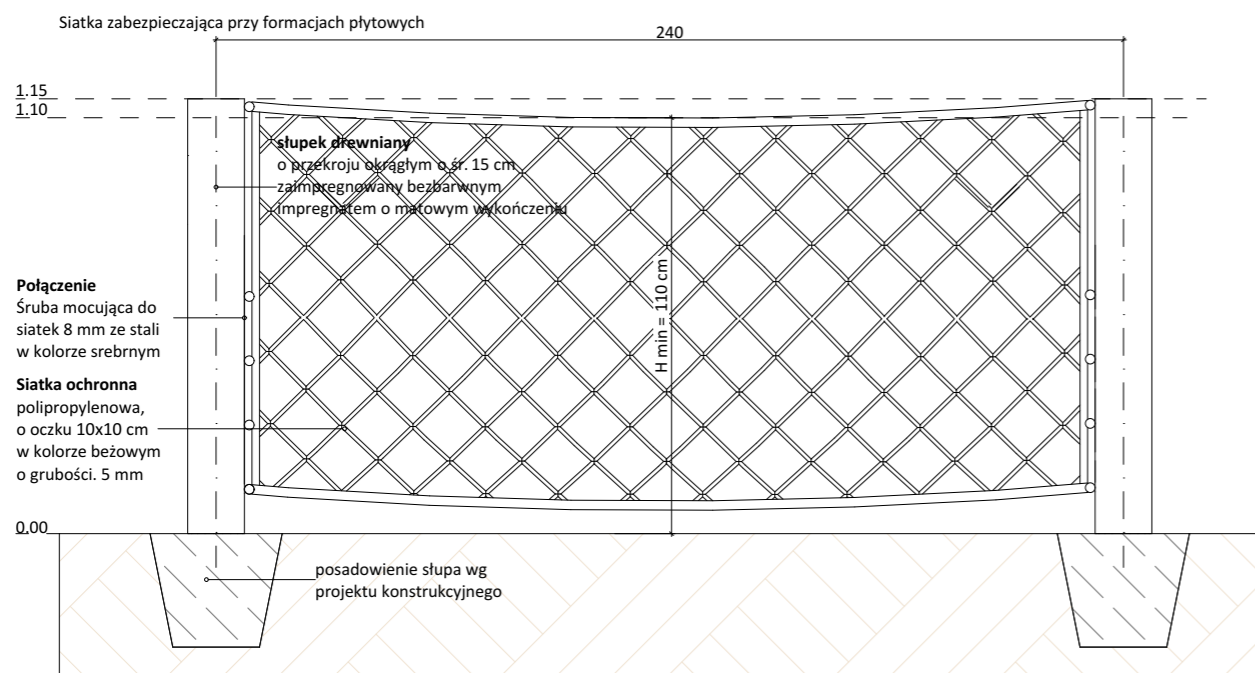 Siatka zabezpieczająca przy formacjach płytowych
240
1.15
1.10
słupek drewniany
o przekroju okrągłym o śr. 15 cm
zaimpregnowany bezbarwnym
impregnatem o matowym wykończeniu
H min = 110 cm
Połączenie
Śruba mocująca do
siatek 8 mm ze stali
w kolorze srebrnym
Siatka ochronna
polipropylenowa,
o oczku 10x10 cm
w kolorze beżowym
o grubości. 5 mm
0.00
posadowienie słupa wg
projektu konstrukcyjnego